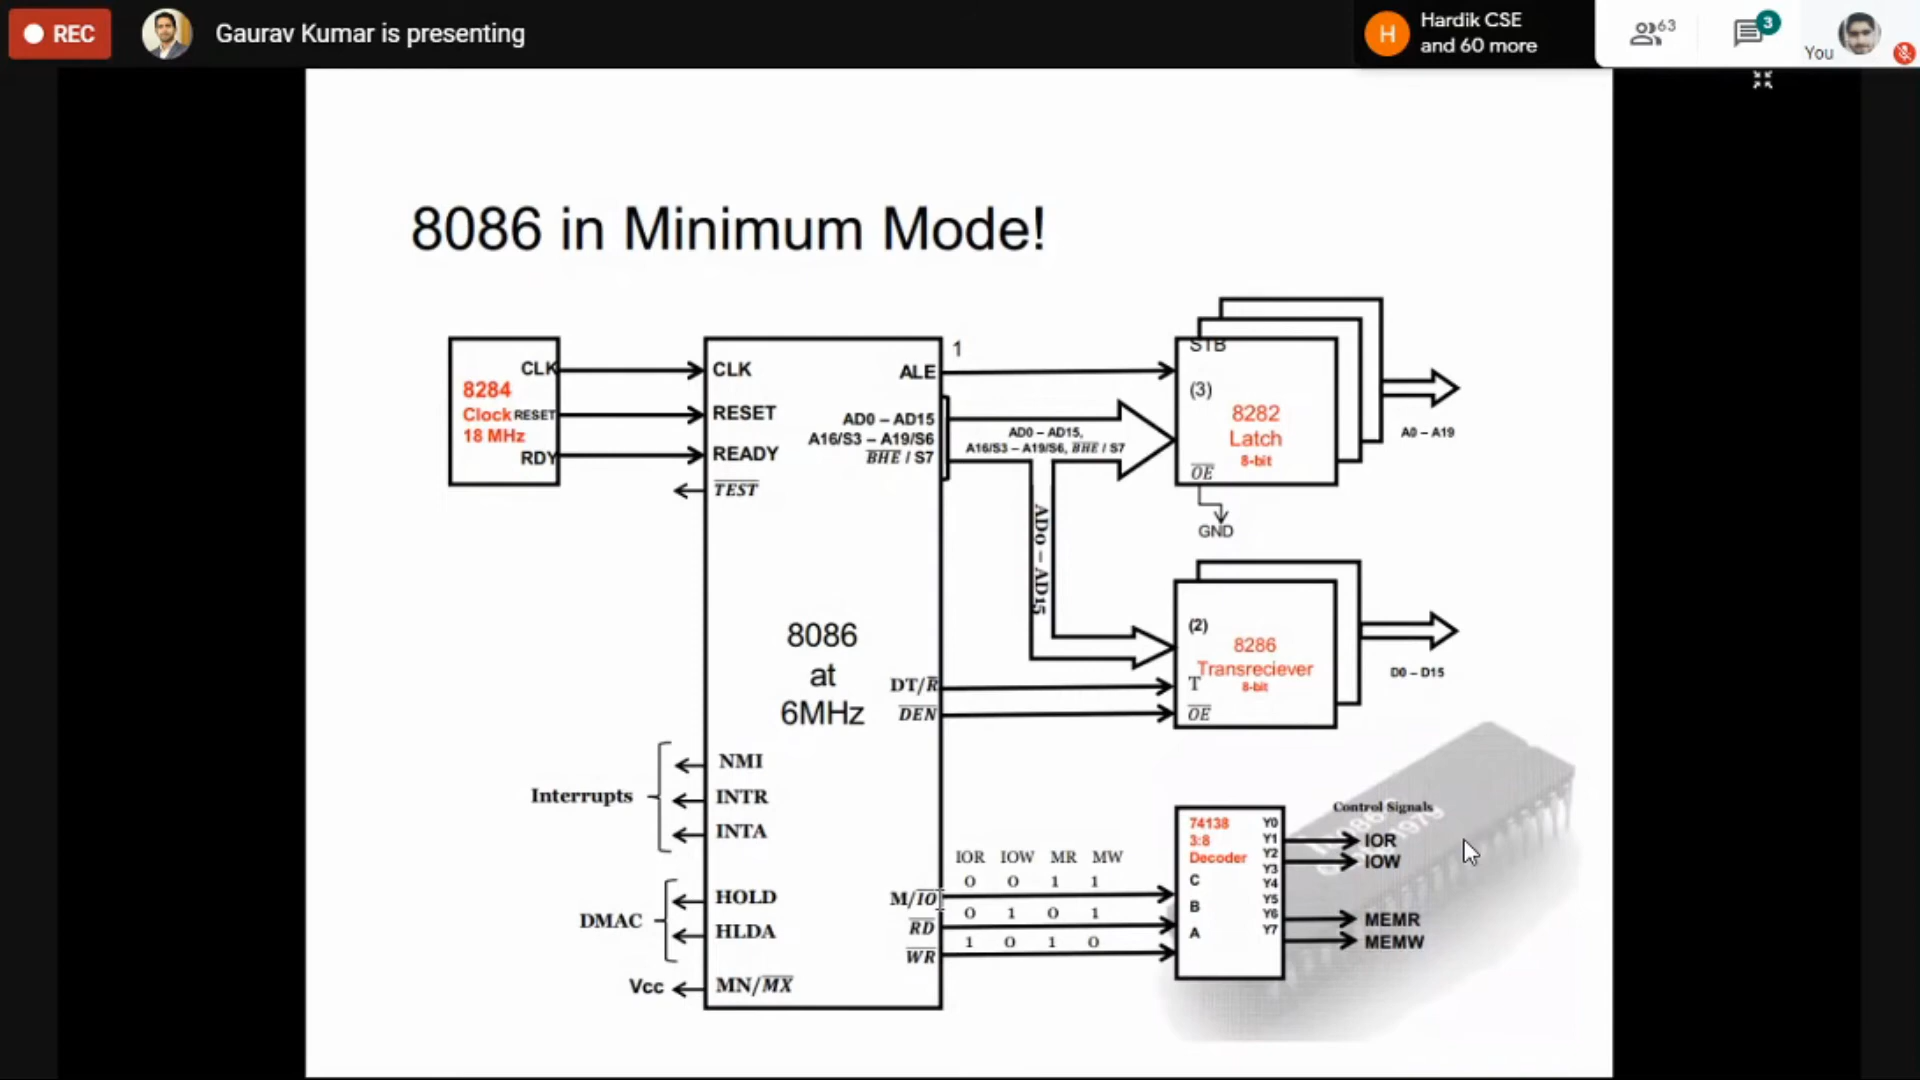 REC
Gaurav Kumar is presenting
H
Hardik CSE
and 60 more
63
3
You
8086 in Minimum Mode!
CLK
8284
Clock RESET
18 MHz
RDY
CLK
RESET
READY
TEST
ALE
1
AD0 – AD15
A16/S3 – A19/S6
BHE / S7
AD0 – AD15,
A16/S3 – A19/S6, BHE / S7
AD0 – AD15
STB
(3)
8282
Latch
8-bit
OE
GND
A0 – A19
8086
at
6MHz
DT/R
DEN
(2)
8286
Transreciever
8-bit
T
OE
D0 – D15
Interrupts
NMI
INTR
INTA
DMAC
HOLD
HLDA
Vcc
MN/MX
M/IO
RD
WR
IOR IOW MR MW
0 0 1 1
0 1 0 1
1 0 1 0
74138
3:8
Decoder
C
B
A
Y0
Y1
Y2
Y3
Y4
Y5
Y6
Y7
Control Signals
IOR
IOW
MEMR
MEMW